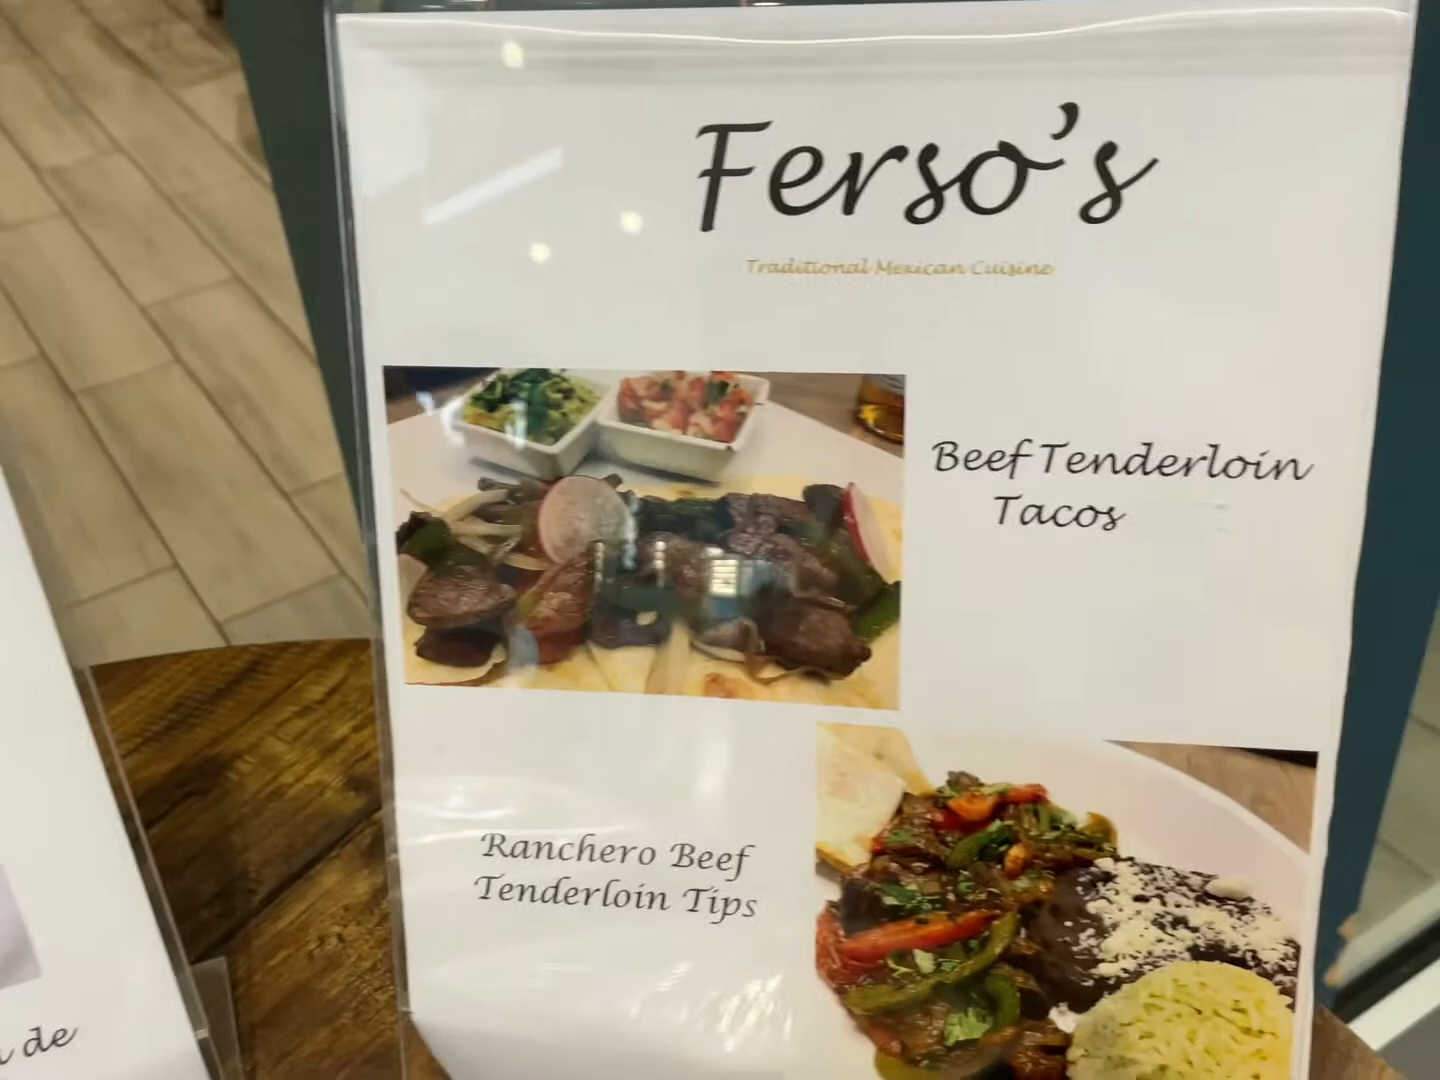 Ferso's
Traditional Mexican Cuisine
Beef Tenderloin
Tacos
Ranchero Beef
Tenderloin Tips
de